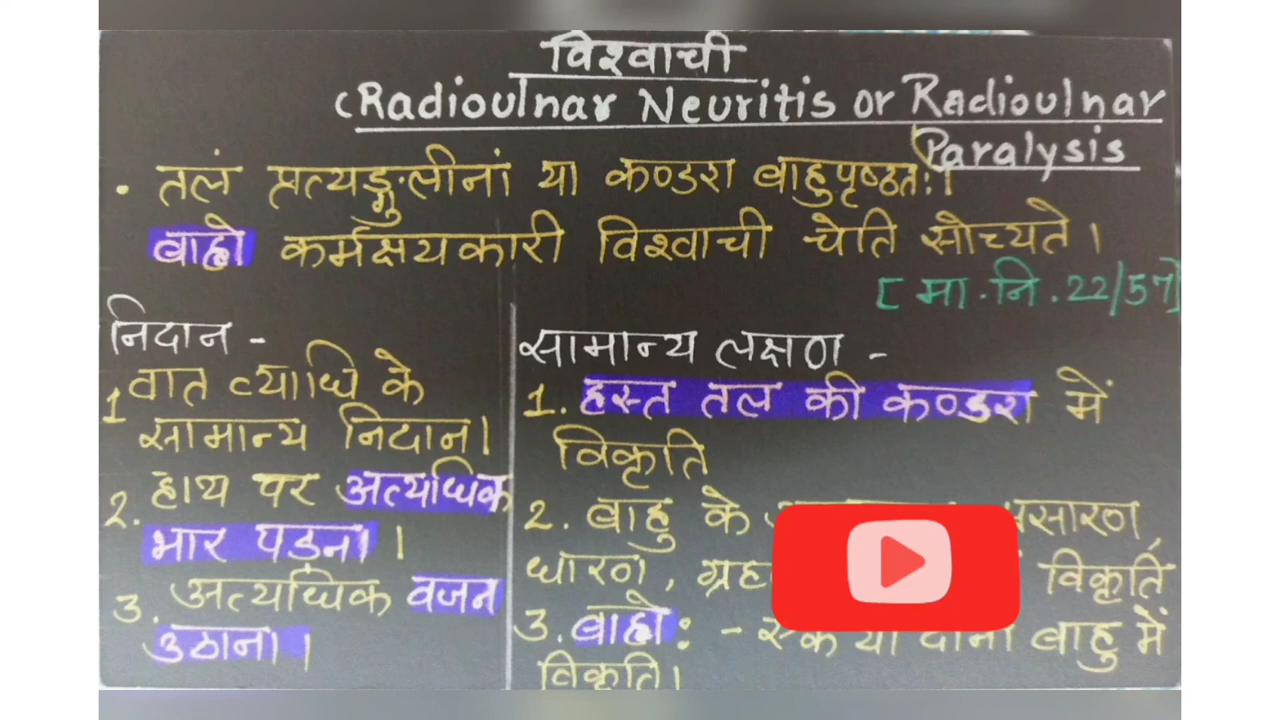 विश्वाची
(Radioulnar Neuritis or Radioulnar
Paralysis
• तलं प्रत्यङ्गुलीनां या कण्डरा बाहुपृष्ठतः।
बाह्वो कर्मक्षयकारी विश्वाची चेति सोच्यते।
[मा.नि.22/57]
निदान -
1. वात व्याधि के
सामान्य निदान।
2. हाथ पर अत्यधिक
भार पड़ना।
3. अत्यधिक वजन
उठाना।
सामान्य लक्षण -
1. हस्त तल की कण्डरा में
विकृति
2. बाहु के
धारण, विकृति
3. बाह्वो: - एक या दोनों बाहु में
विकृति।